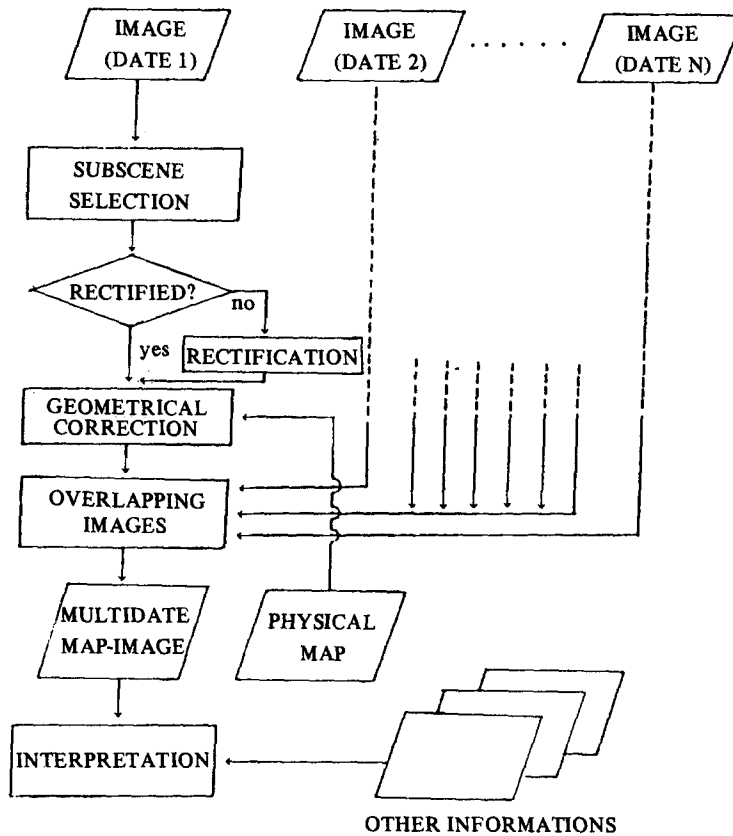 IMAGE
(DATE 1)
IMAGE
(DATE 2)
. . . . . .
IMAGE
(DATE N)
SUBSCENE
SELECTION
RECTIFIED?
no
yes
RECTIFICATION
GEOMETRICAL
CORRECTION
OVERLAPPING
IMAGES
MULTIDATE
MAP-IMAGE
PHYSICAL
MAP
INTERPRETATION
OTHER INFORMATIONS